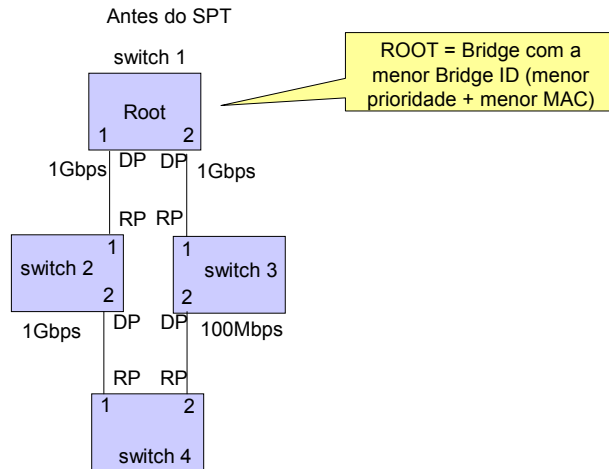 Antes do SPT
switch 1
ROOT = Bridge com a
menor Bridge ID (menor
prioridade + menor MAC)
Root
1 2
1Gbps DP DP 1Gbps
RP RP
1 1
switch 2 switch 3
2 2
1Gbps DP DP 100Mbps
RP RP
1 2
switch 4